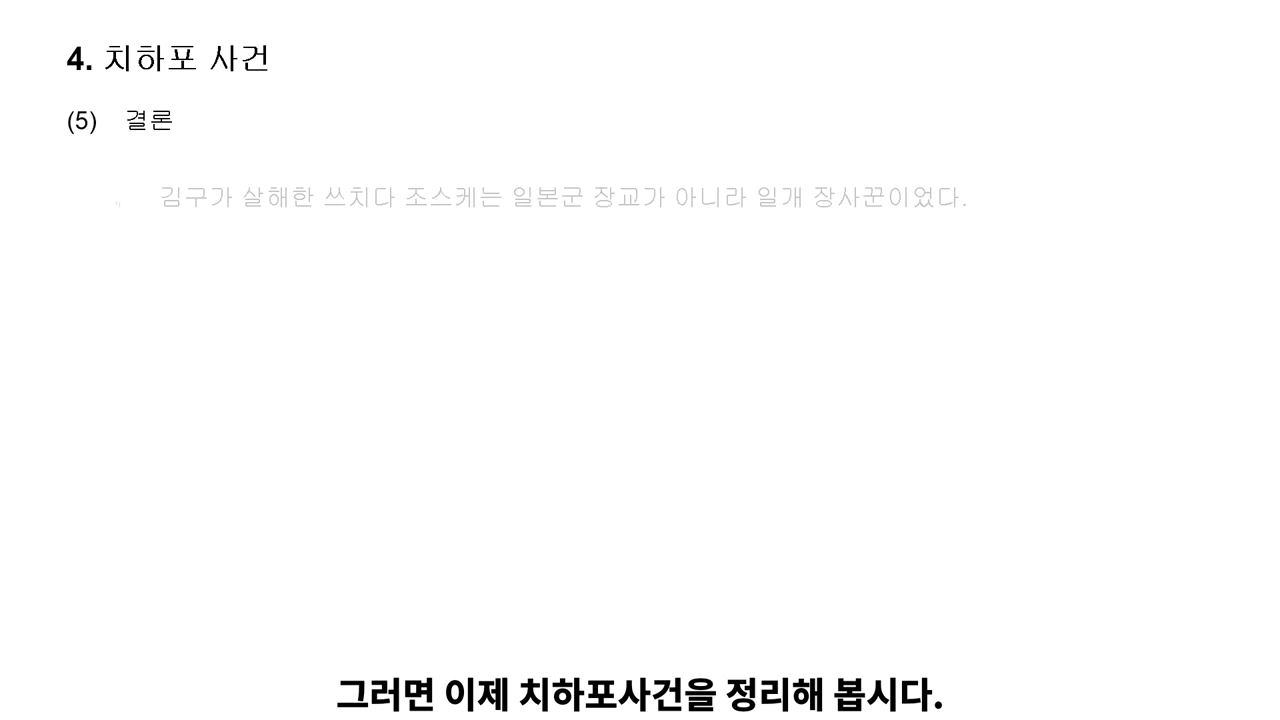 4. 치하포 사건
(5) 결론
김구가 살해한 쓰치다 조스케는 일본군 장교가 아니라 일개 장사꾼이었다.
그러면 이제 치하포사건을 정리해 봅시다.